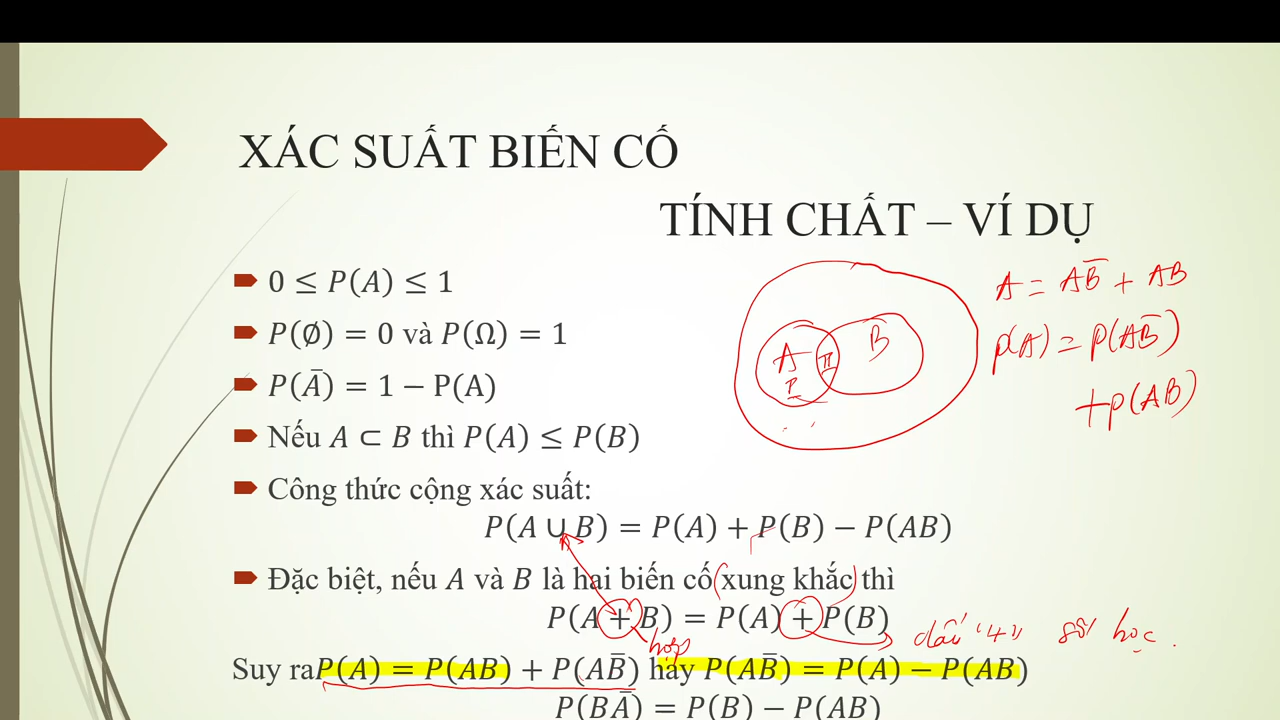 XÁC SUẤT BIẾN CỐ
TÍNH CHẤT – VÍ DỤ
0 ≤ P(A) ≤ 1
P(∅) = 0 và P(Ω) = 1
P(Ā) = 1 − P(A)
Nếu A ⊂ B thì P(A) ≤ P(B)
Công thức cộng xác suất:
P(A ∪ B) = P(A) + P(B) − P(AB)
Đặc biệt, nếu A và B là hai biến cố xung khắc thì
P(A + B) = P(A) + P(B)
Suy ra P(A) = P(AB) + P(AB̄) hay P(AB̄) = P(A) − P(AB)
P(BĀ) = P(B) − P(AB)
A
B
A = AB̄ + AB
P(A) = P(AB̄)
+ P(AB)
hợp
dấu "+" số học.